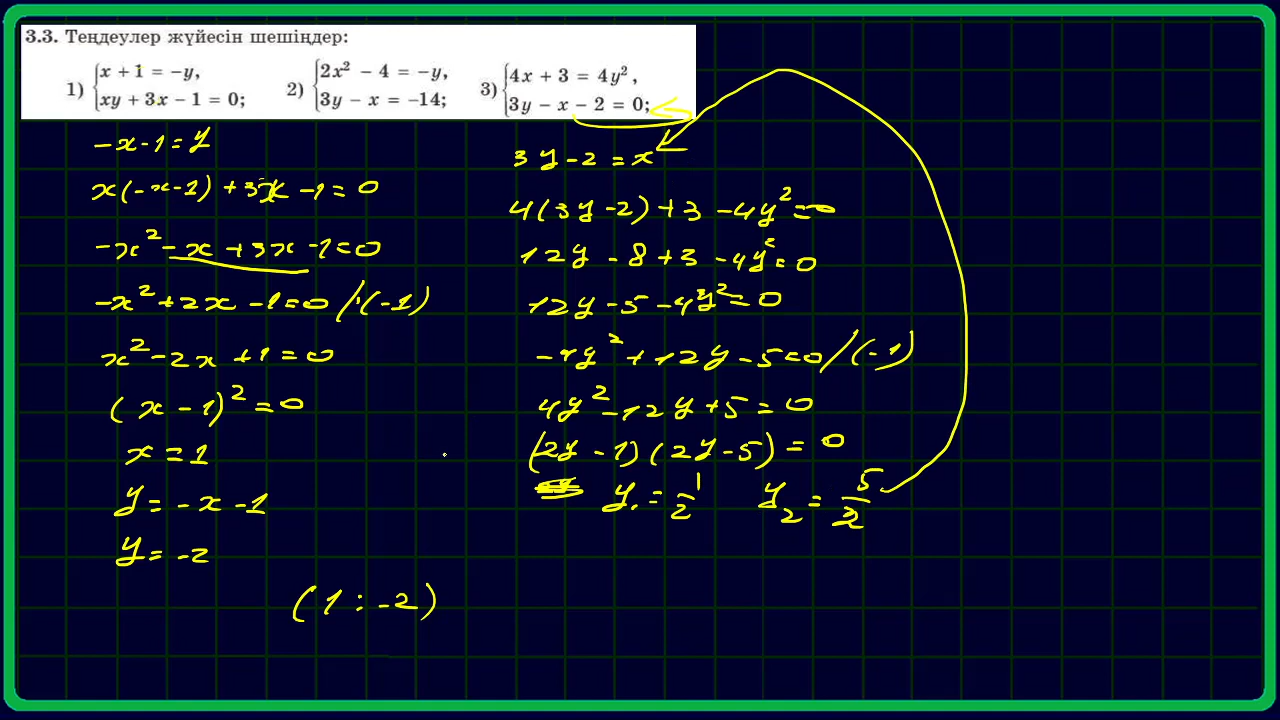 3.3. Теңдеулер жүйесін шешіңдер:
1) {x + 1 = −y,
xy + 3x − 1 = 0;
2) {2x² − 4 = −y,
3y − x = −14;
3) {4x + 3 = 4y²,
3y − x − 2 = 0;
−x−1=y
x(−x−1)+3x−1=0
−x²−x+3x−1=0
−x²+2x−1=0/·(−1)
x²−2x+1=0
(x−1)²=0
x=1
y=−x−1
y=−2
(1:−2)
3y−2=x
4(3y−2)+3−4y²=0
12y−8+3−4y²=0
12y−5−4y²=0
−4y²+12y−5=0/(−1)
4y²−12y+5=0
(2y−1)(2y−5)=0
y₁=1/2 y₂=5/2